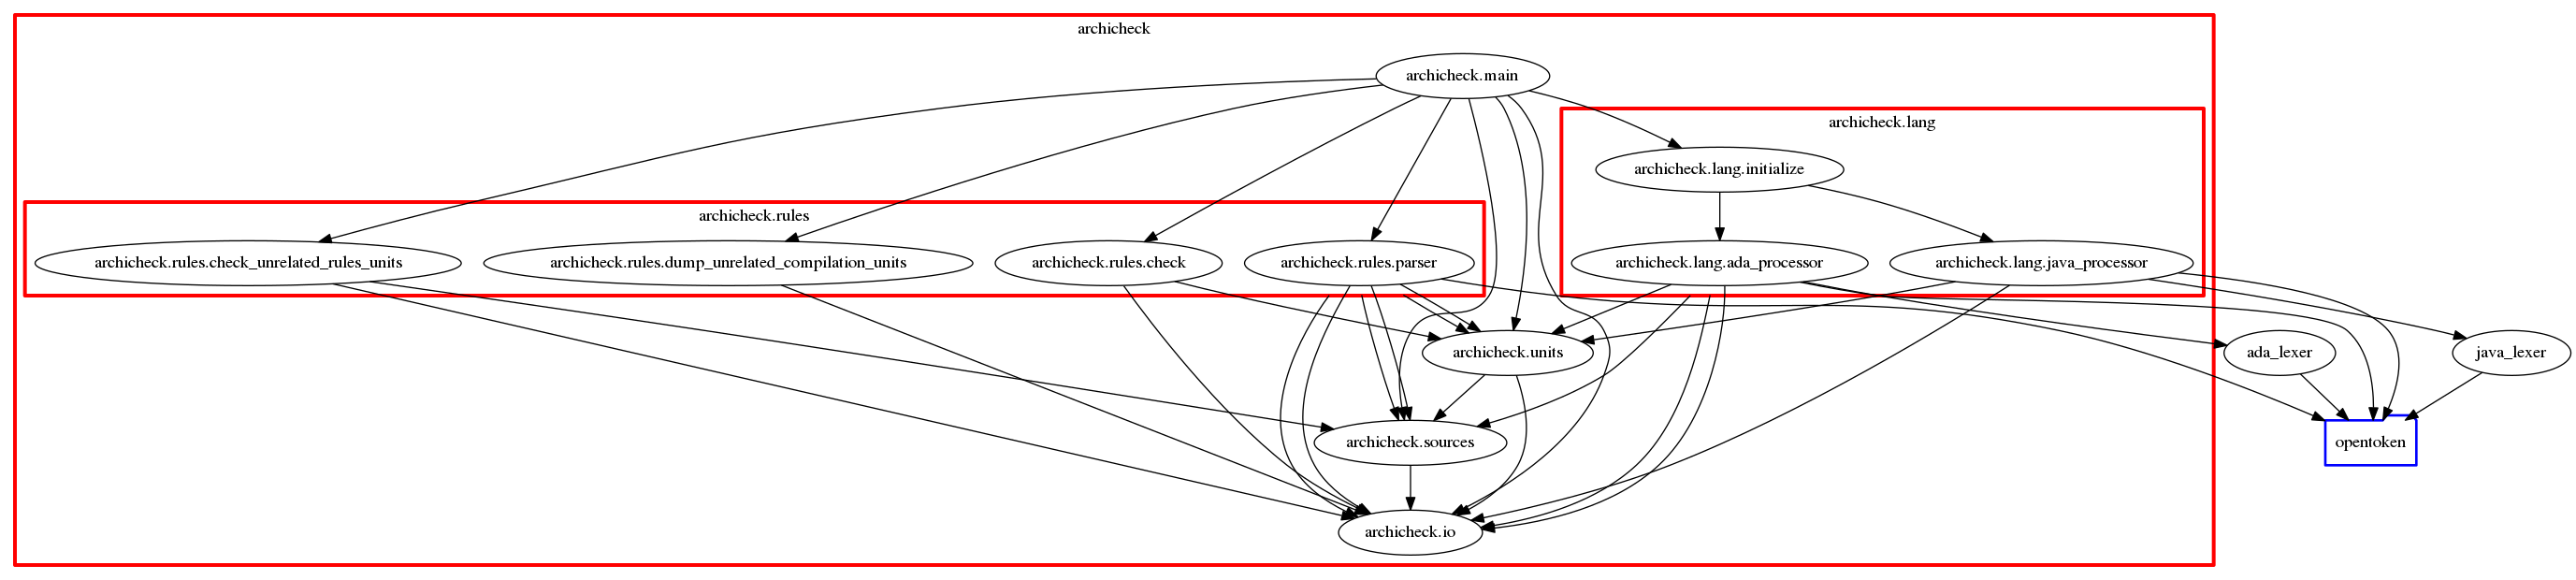 archicheck
archicheck.main
archicheck.lang
archicheck.lang.initialize
archicheck.rules
archicheck.rules.check_unrelated_rules_units
archicheck.rules.dump_unrelated_compilation_units
archicheck.rules.check
archicheck.rules.parser
archicheck.lang.ada_processor
archicheck.lang.java_processor
archicheck.units
ada_lexer
java_lexer
archicheck.sources
opentoken
archicheck.io